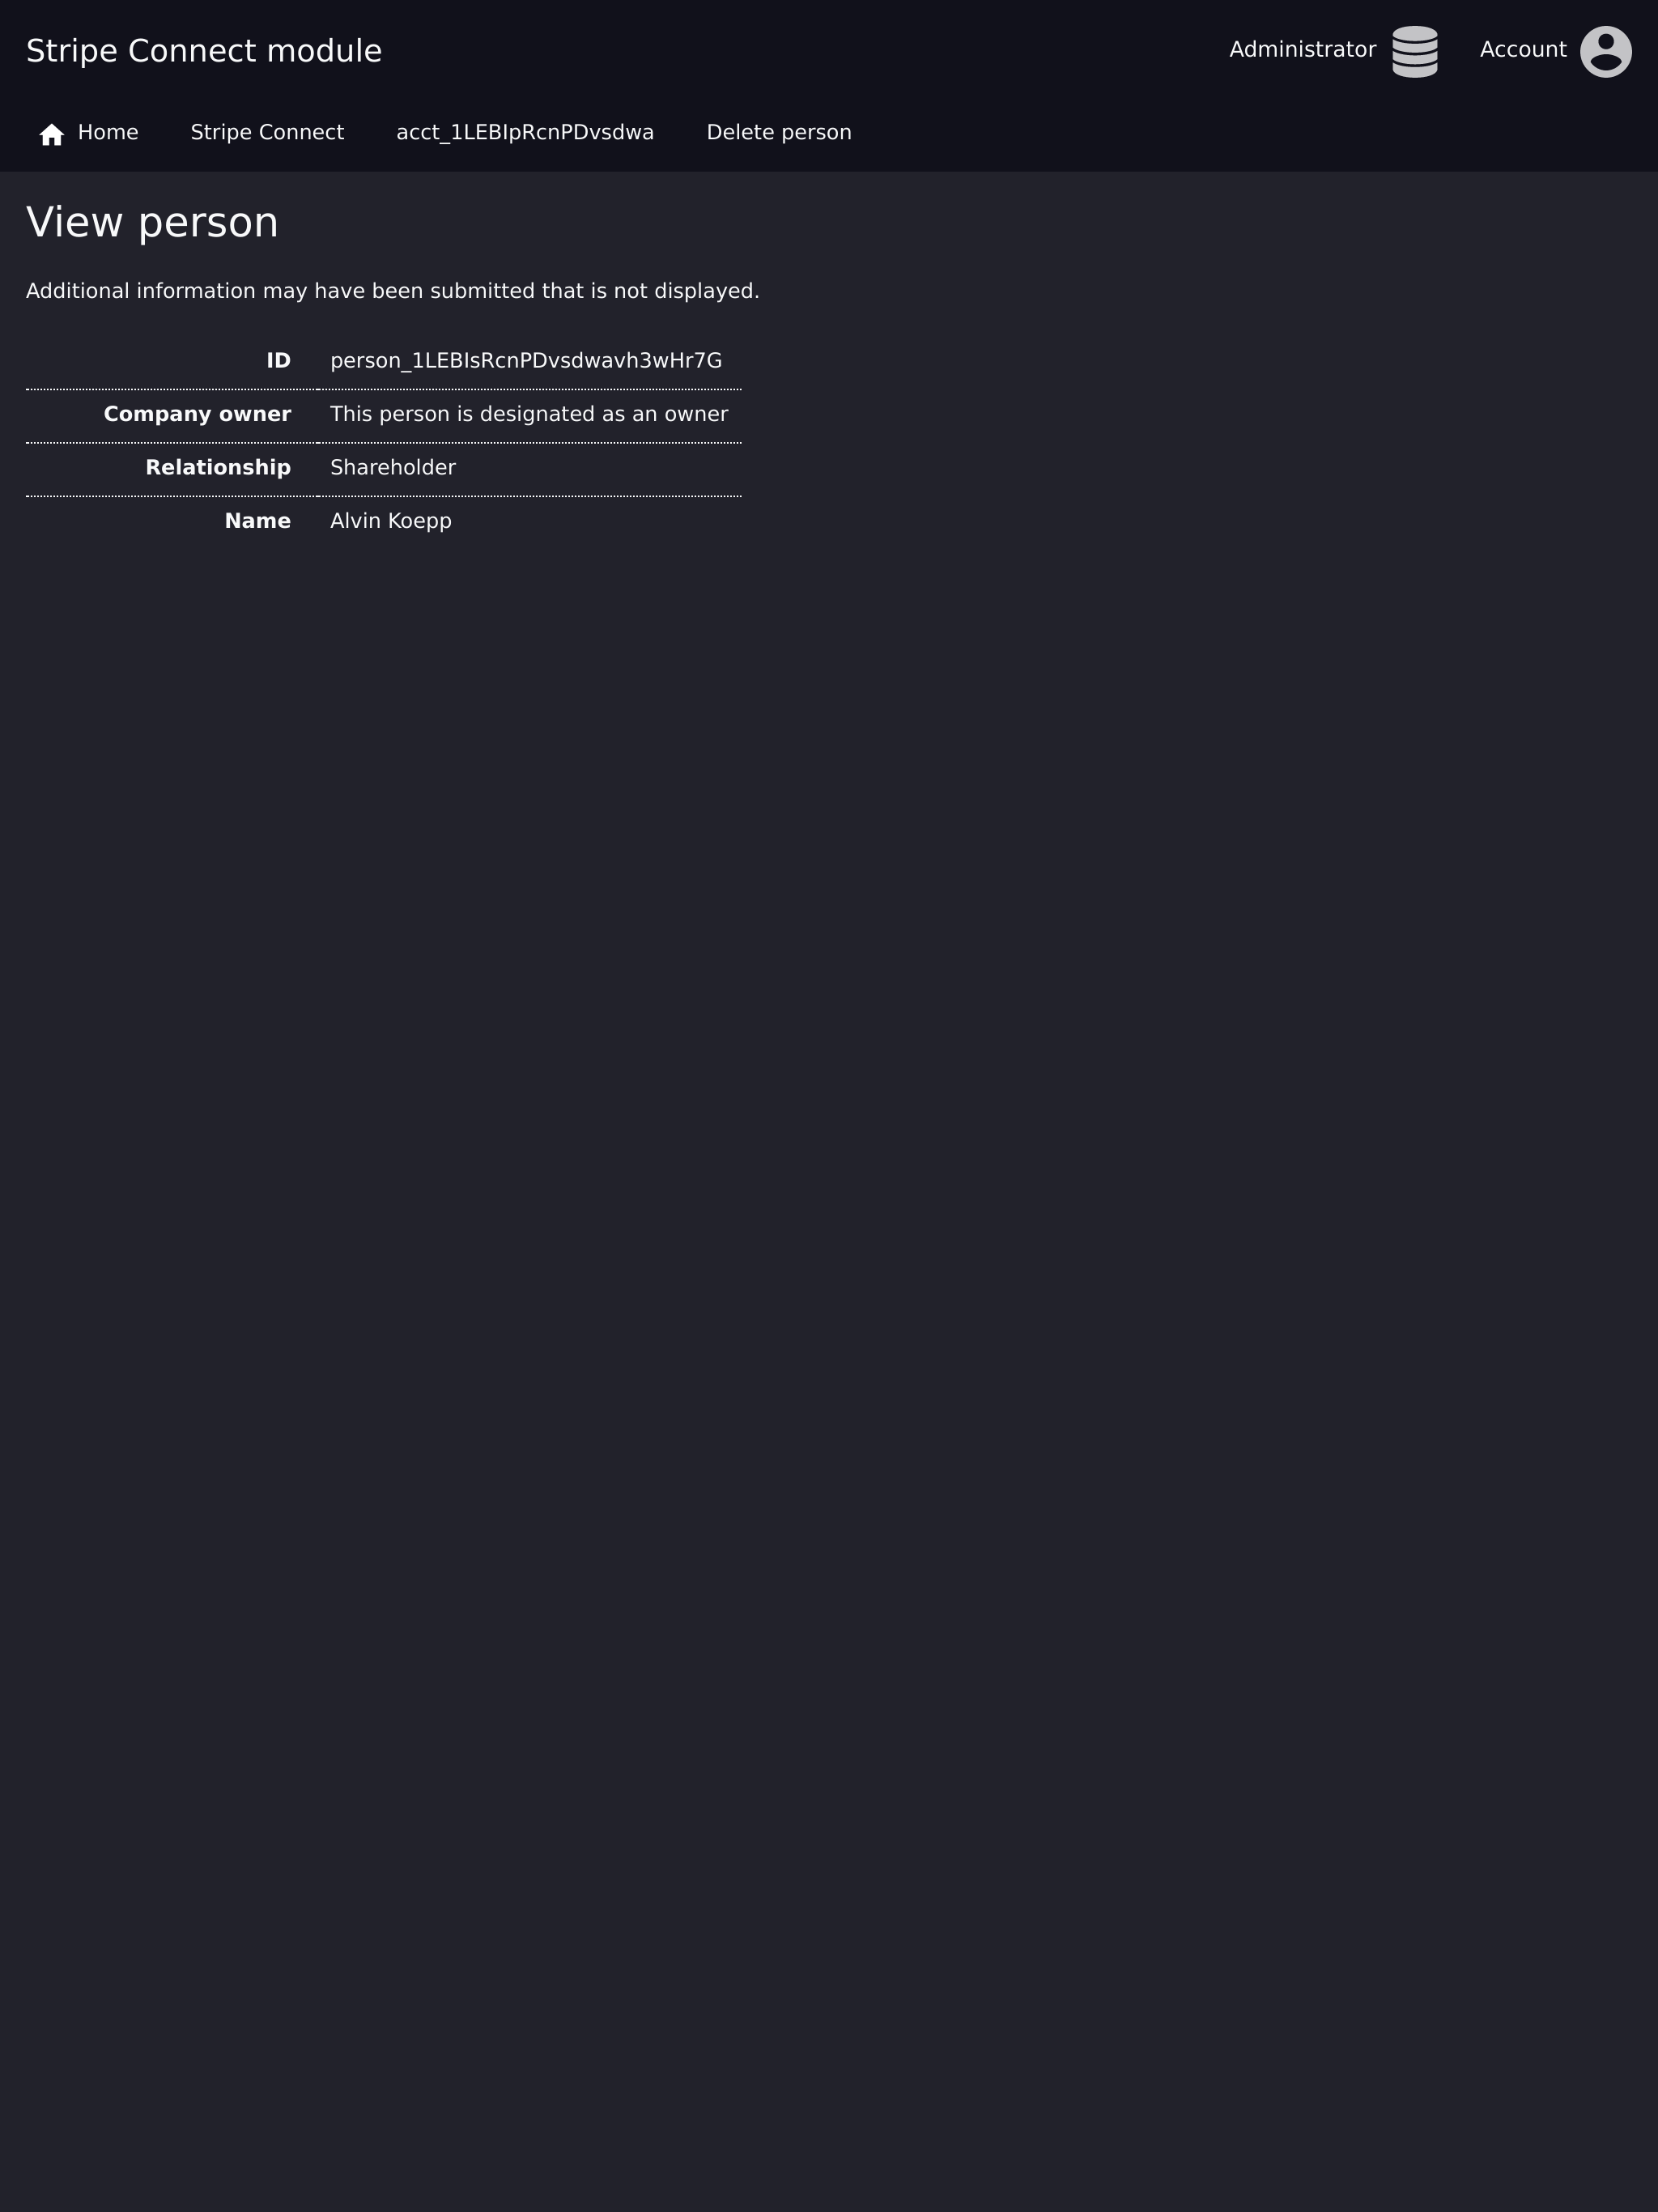 Stripe Connect module
Administrator
Account
Home
Stripe Connect
acct_1LEBIpRcnPDvsdwa
Delete person
View person
Additional information may have been submitted that is not displayed.
ID person_1LEBIsRcnPDvsdwavh3wHr7G
Company owner This person is designated as an owner
Relationship Shareholder
Name Alvin Koepp